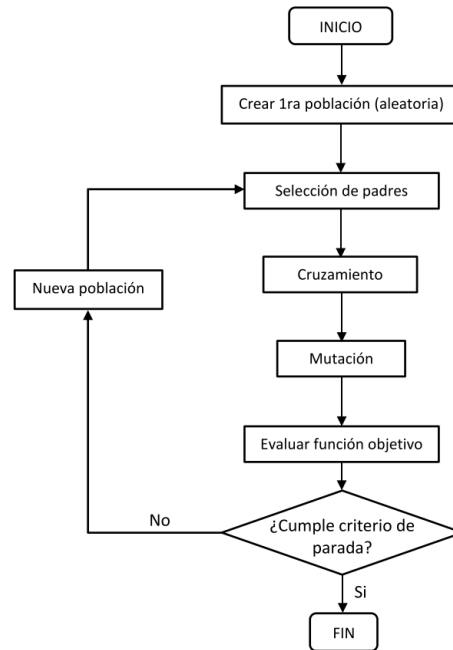 INICIO
Crear 1ra población (aleatoria)
Selección de padres
Cruzamiento
Nueva población
Mutación
Evaluar función objetivo
¿Cumple criterio de
parada?
No
Si
FIN